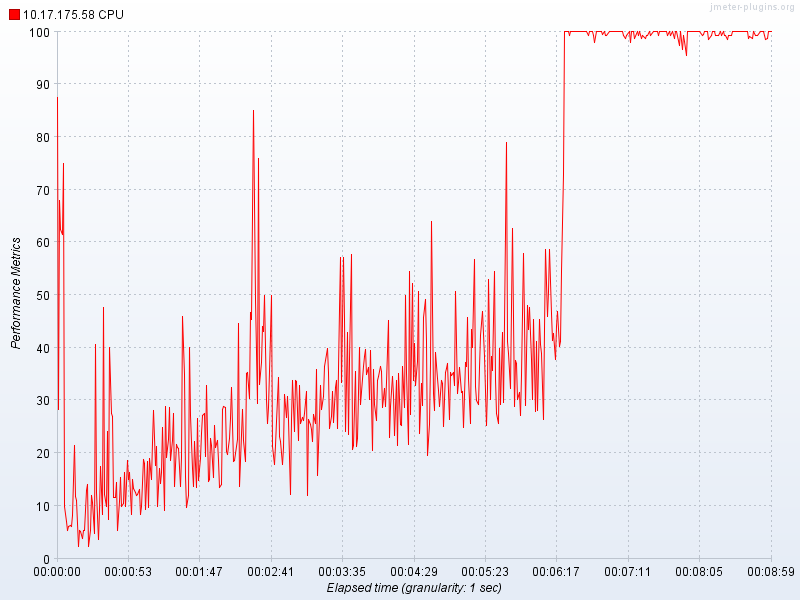 jmeter-plugins.org
10.17.175.58 CPU
100
90
80
70
60
50
40
30
20
10
0
Performance Metrics
00:00:00 00:00:53 00:01:47 00:02:41 00:03:35 00:04:29 00:05:23 00:06:17 00:07:11 00:08:05 00:08:59
Elapsed time (granularity: 1 sec)